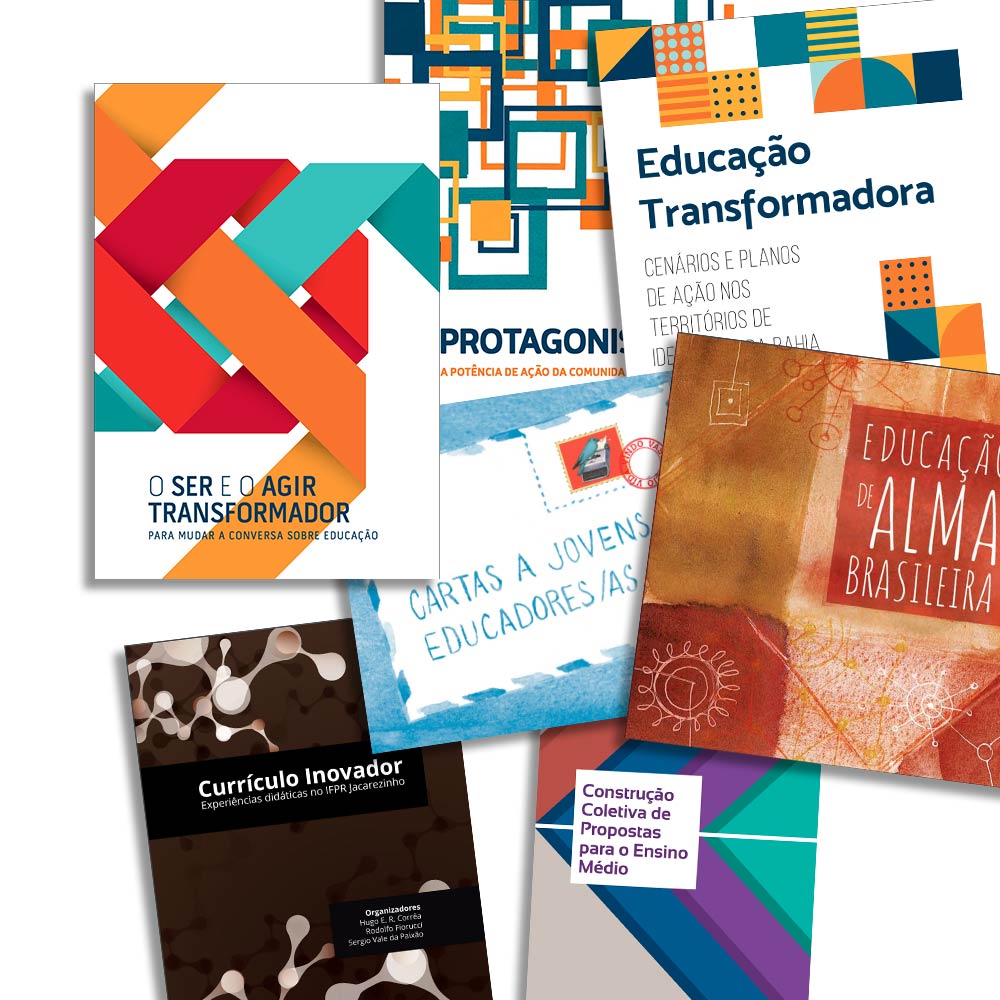 O SER E O AGIR
TRANSFORMADOR
PARA MUDAR A CONVERSA SOBRE EDUCAÇÃO
PROTAGONIS
A POTÊNCIA DE AÇÃO DA COMUNIDA
Educação
Transformadora
CENÁRIOS E PLANOS
DE AÇÃO NOS
TERRITÓRIOS DE
BAHIA
CARTAS A JOVENS
EDUCADORES/AS
EDUCAÇÃO
DE ALMA
BRASILEIRA
Currículo Inovador
Experiências didáticas no IFPR Jacarezinho
Organizadores
Hugo E. R. Corrêa
Rodolfo Fiorucci
Sergio Vale da Paixão
Construção
Coletiva de
Propostas
para o Ensino
Médio